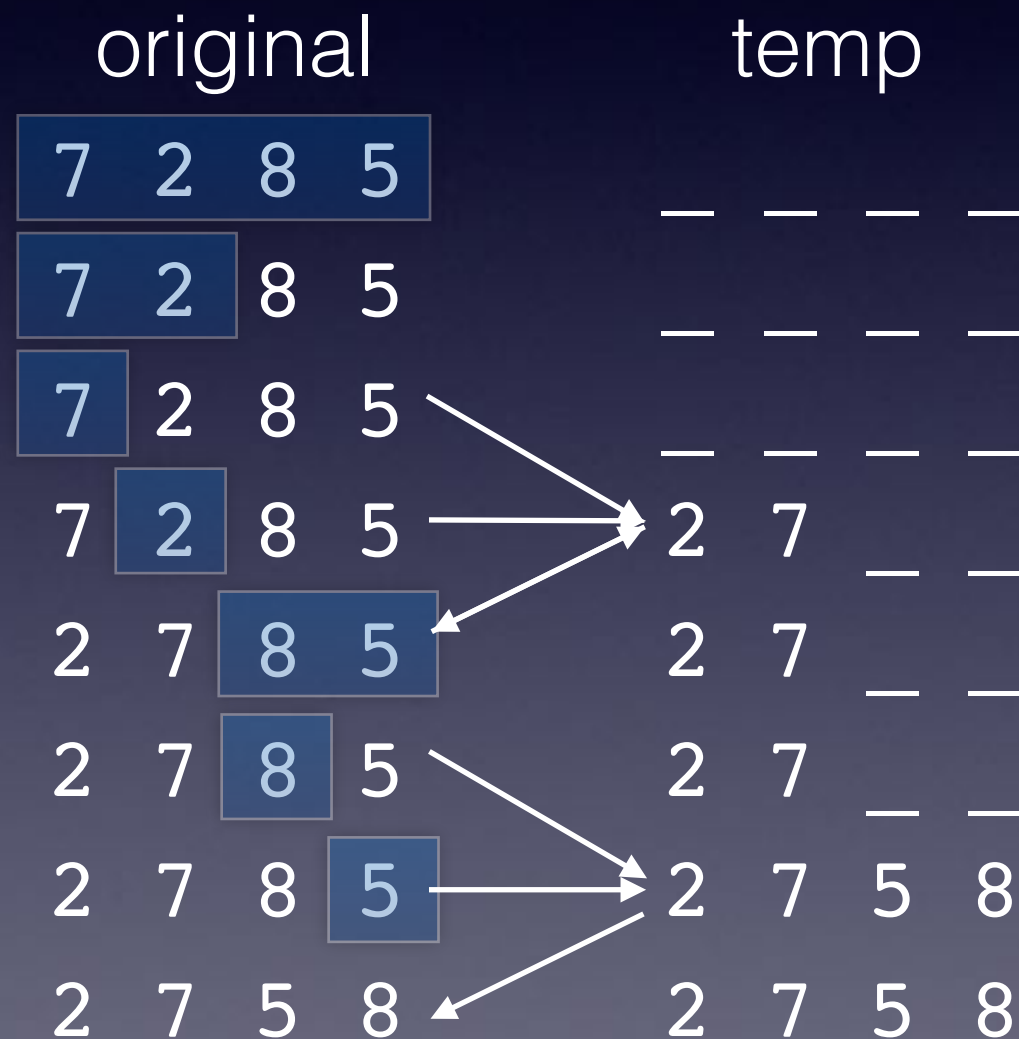 original temp
7 2 8 5 _ _ _ _
7 2 8 5 _ _ _ _
7 2 8 5 _ _ _ _
7 2 8 5 2 7 _ _
2 7 8 5 2 7 _ _
2 7 8 5 2 7 _ _
2 7 8 5 2 7 5 8
2 7 5 8 2 7 5 8